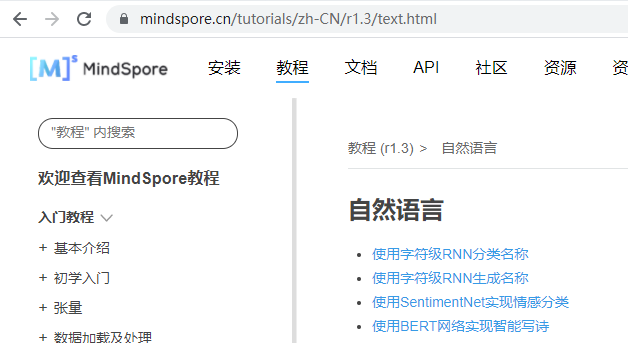 mindspore.cn/tutorials/zh-CN/r1.3/text.html
[M]s MindSpore 安装 教程 文档 API 社区 资源
"教程" 内搜索
欢迎查看MindSpore教程
入门教程
+ 基本介绍
+ 初学入门
+ 张量
+ 数据加载及处理
教程 (r1.3) > 自然语言
自然语言
• 使用字符级RNN分类名称
• 使用字符级RNN生成名称
• 使用SentimentNet实现情感分类
• 使用BERT网络实现智能写诗